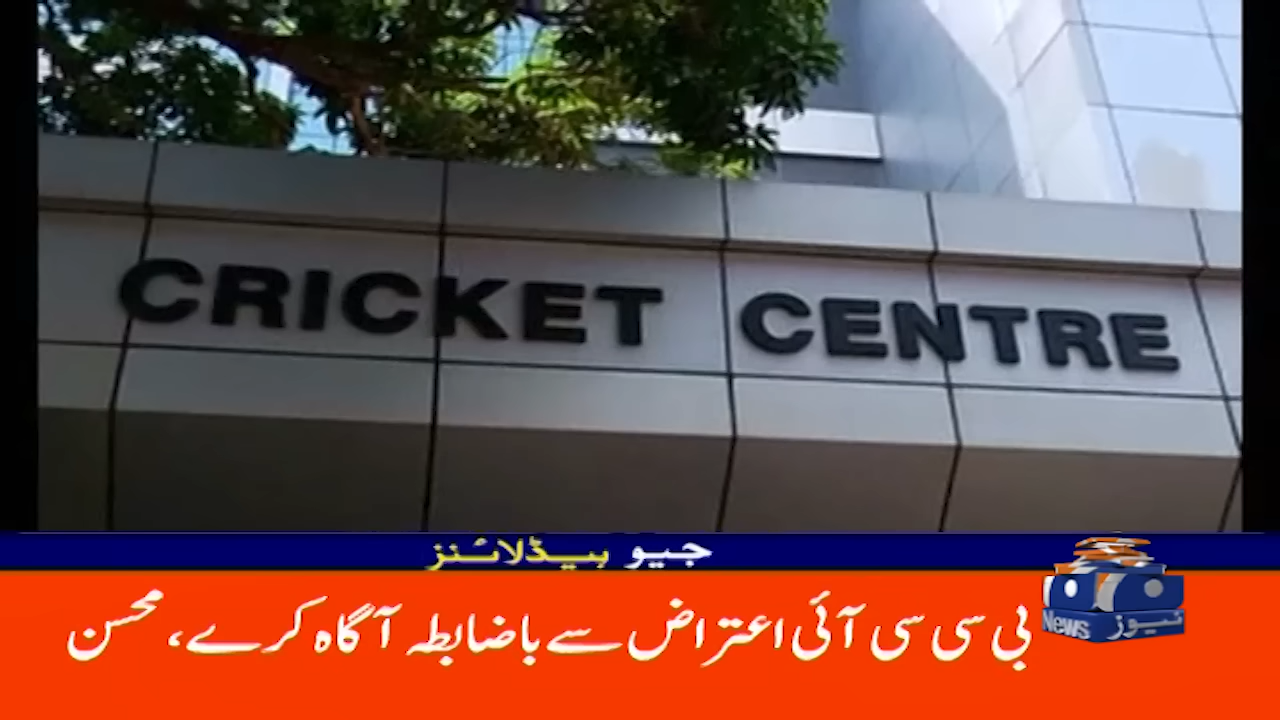 CRICKET CENTRE
جیو ہیڈلائنز
بی سی سی آئی اعتراض سے باضابطہ آگاہ کرے، محسن
News نیوز